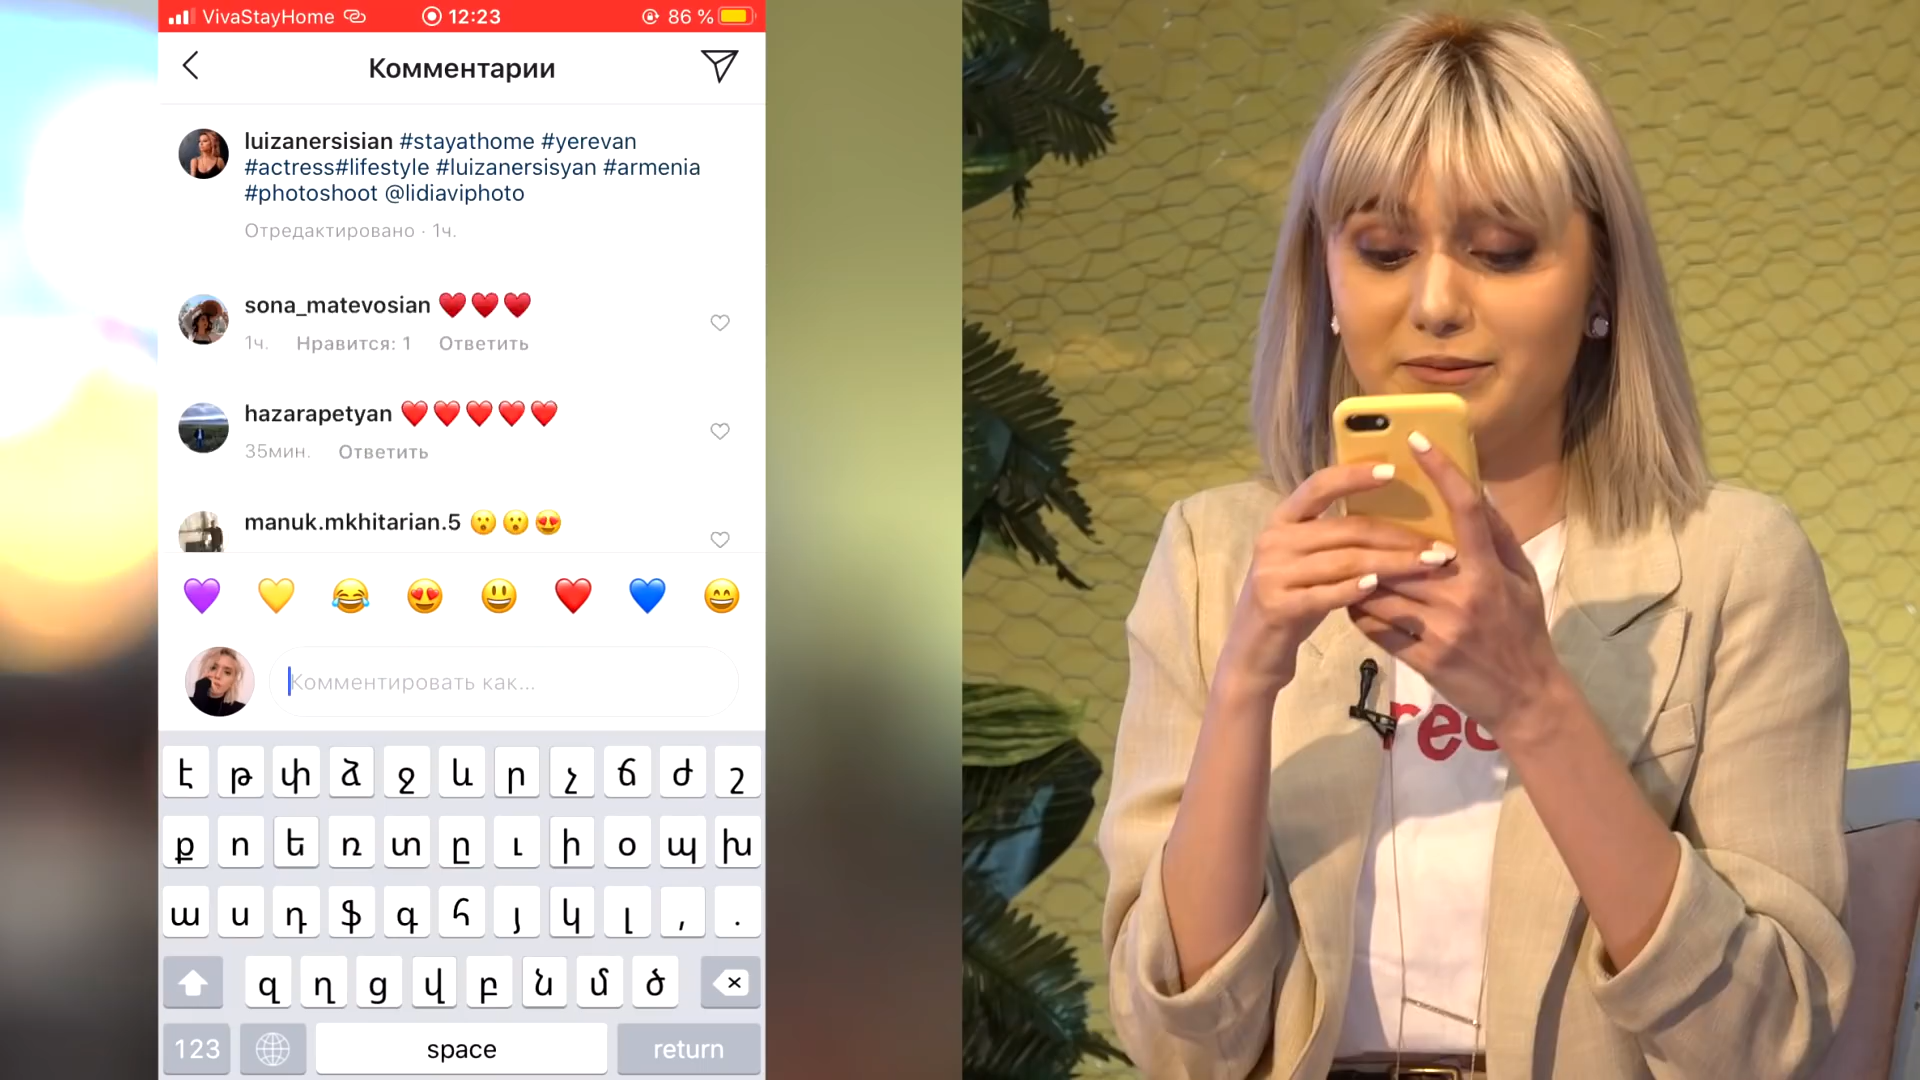 VivaStayHome 12:23 86 %
Комментарии
luizanersisian #stayathome #yerevan
#actress#lifestyle #luizanersisyan #armenia
#photoshoot @lidiaviphoto
Отредактировано · 1ч.
sona_matevosian ❤️❤️❤️
1ч. Нравится: 1 Ответить
hazarapetyan ❤️❤️❤️❤️❤️
35мин. Ответить
manuk.mkhitarian.5 😮😮😍
💜 💛 😂 😍 😃 ❤️ 💙 😄
Комментировать как...
է թ փ ձ ջ և ր չ ճ ժ շ
ք ո ե ռ տ ը ւ ի օ պ խ
ա ս դ ֆ գ հ յ կ լ , .
զ ղ ց վ բ ն մ ծ
123 space return